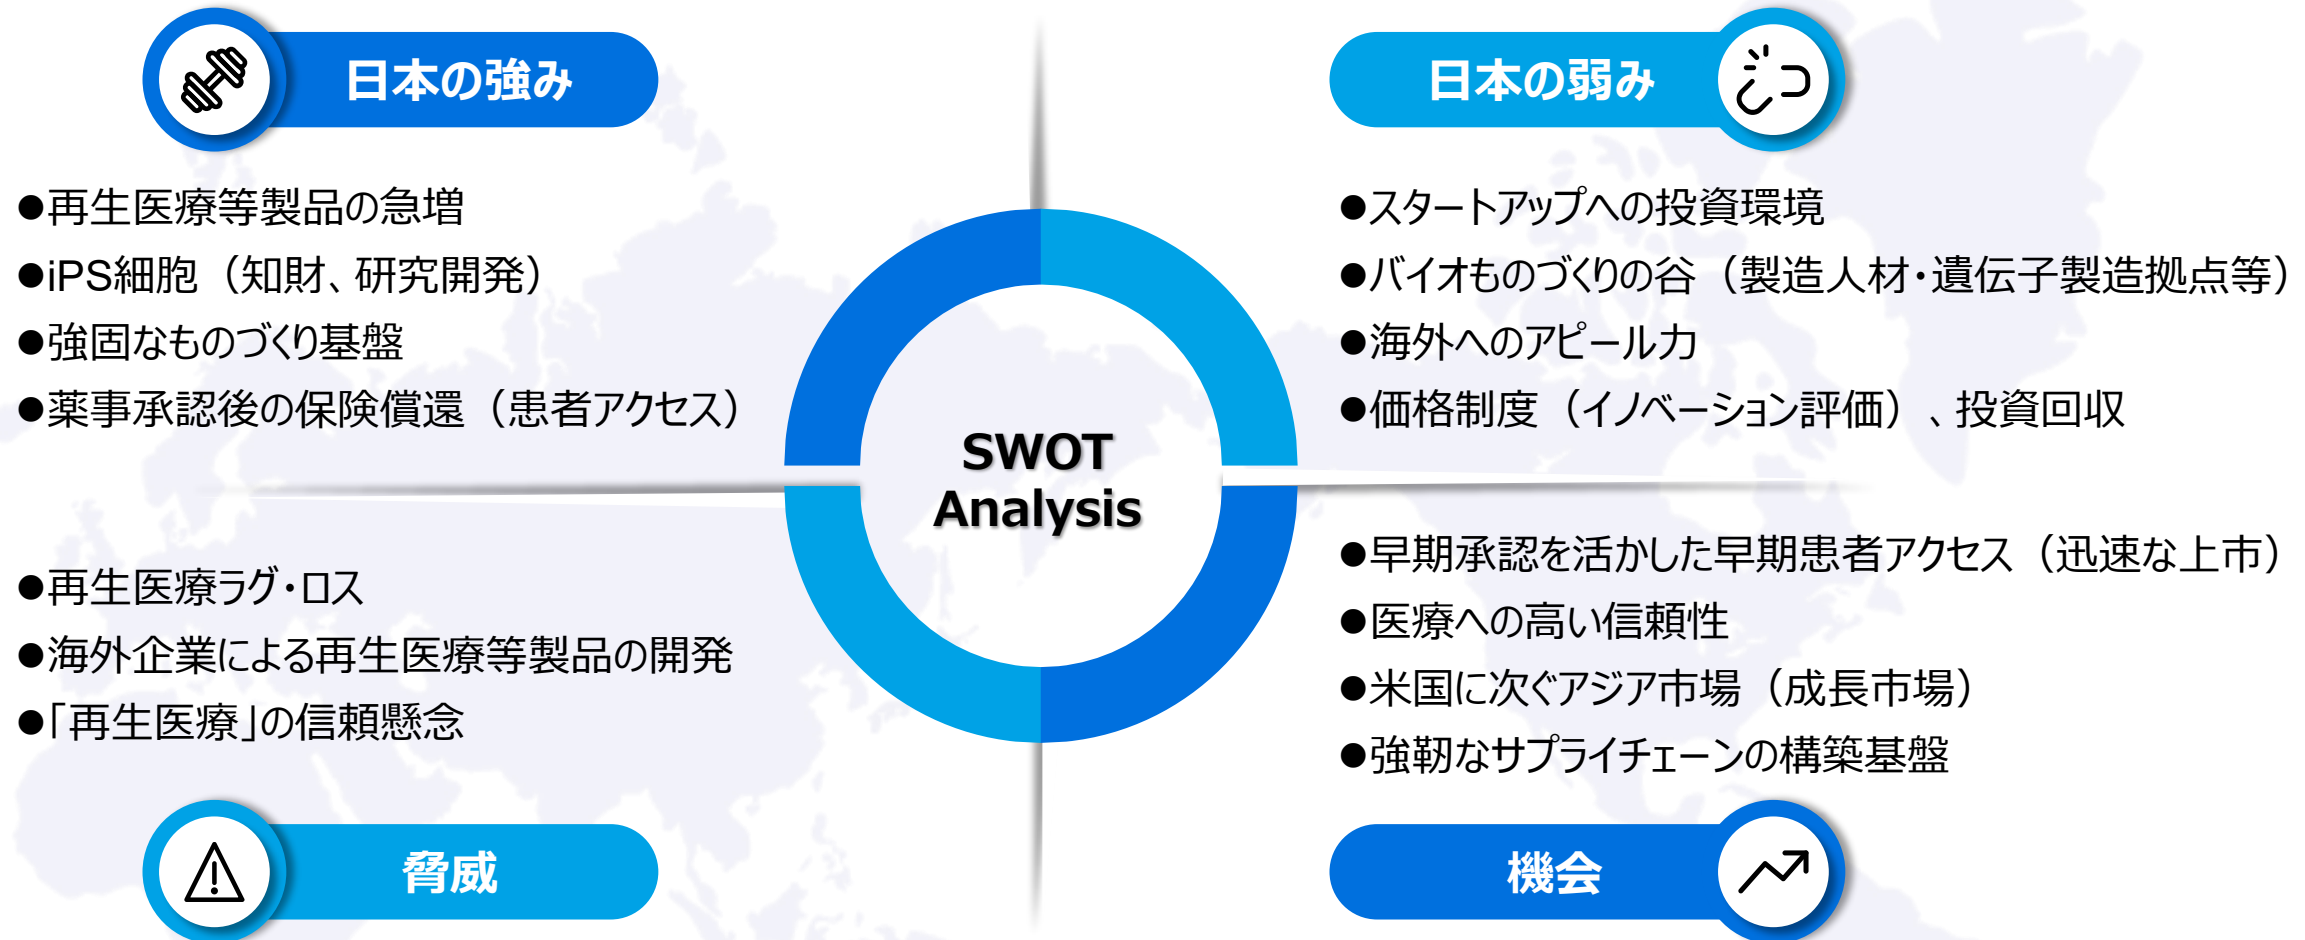 日本の強み
●再生医療等製品の急増
●iPS細胞（知財、研究開発）
●強固なものづくり基盤
●薬事承認後の保険償還（患者アクセス）
日本の弱み
●スタートアップへの投資環境
●バイオものづくりの谷（製造人材・遺伝子製造拠点等）
●海外へのアピール力
●価格制度（イノベーション評価）、投資回収
SWOT
Analysis
●再生医療ラグ・ロス
●海外企業による再生医療等製品の開発
●「再生医療」の信頼懸念
脅威
●早期承認を活かした早期患者アクセス（迅速な上市）
●医療への高い信頼性
●米国に次ぐアジア市場（成長市場）
●強靭なサプライチェーンの構築基盤
機会